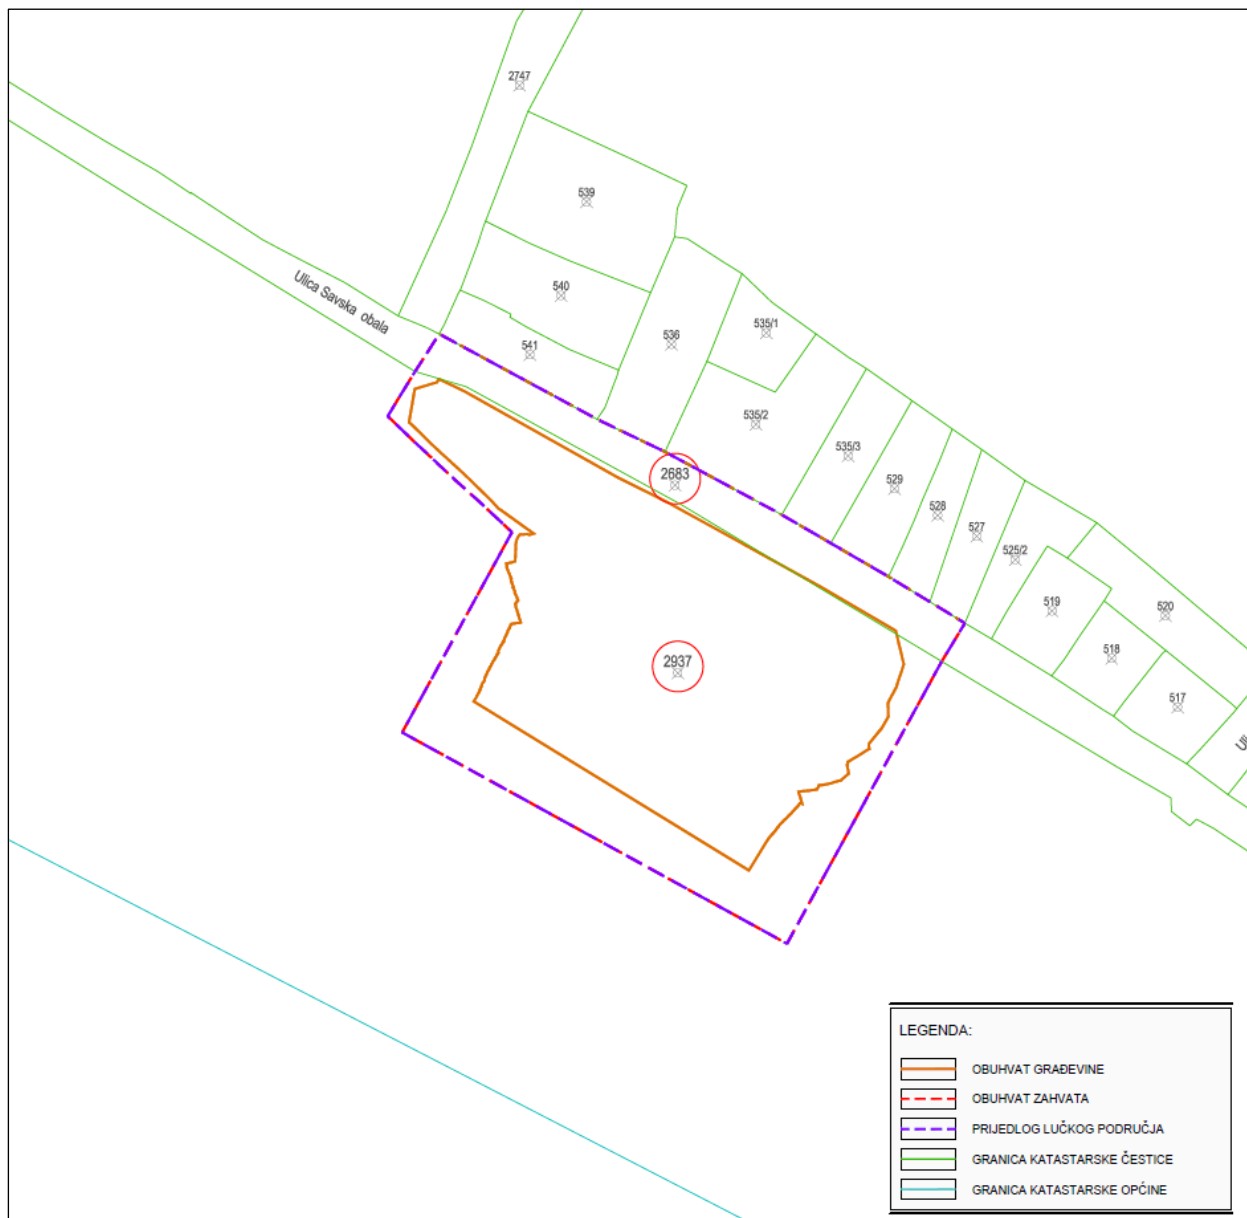 2747
539
Ulica Savska obala
540
536
535/1
541
535/2
535/3
2683
529
528
527
525/2
519
520
518
2937
517
LEGENDA:
OBUHVAT GRAĐEVINE
OBUHVAT ZAHVATA
PRIJEDLOG LUČKOG PODRUČJA
GRANICA KATASTARSKE ČESTICE
GRANICA KATASTARSKE OPĆINE